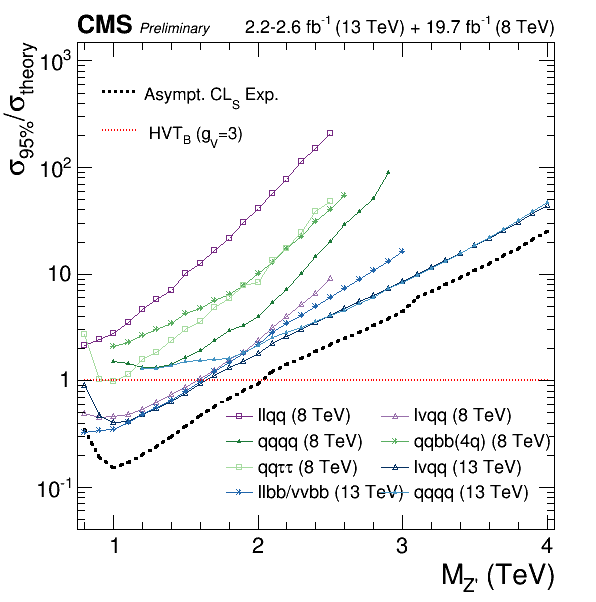 CMS Preliminary 2.2-2.6 fb⁻¹ (13 TeV) + 19.7 fb⁻¹ (8 TeV)
σ95%/σtheory
10³
10²
10
1
10⁻¹
Asympt. CLS Exp.
HVTB (gV=3)
llqq (8 TeV) lνqq (8 TeV)
qqqq (8 TeV) qqbb(4q) (8 TeV)
qqττ (8 TeV) lνqq (13 TeV)
llbb/ννbb (13 TeV) qqqq (13 TeV)
1 2 3 4
MZ' (TeV)